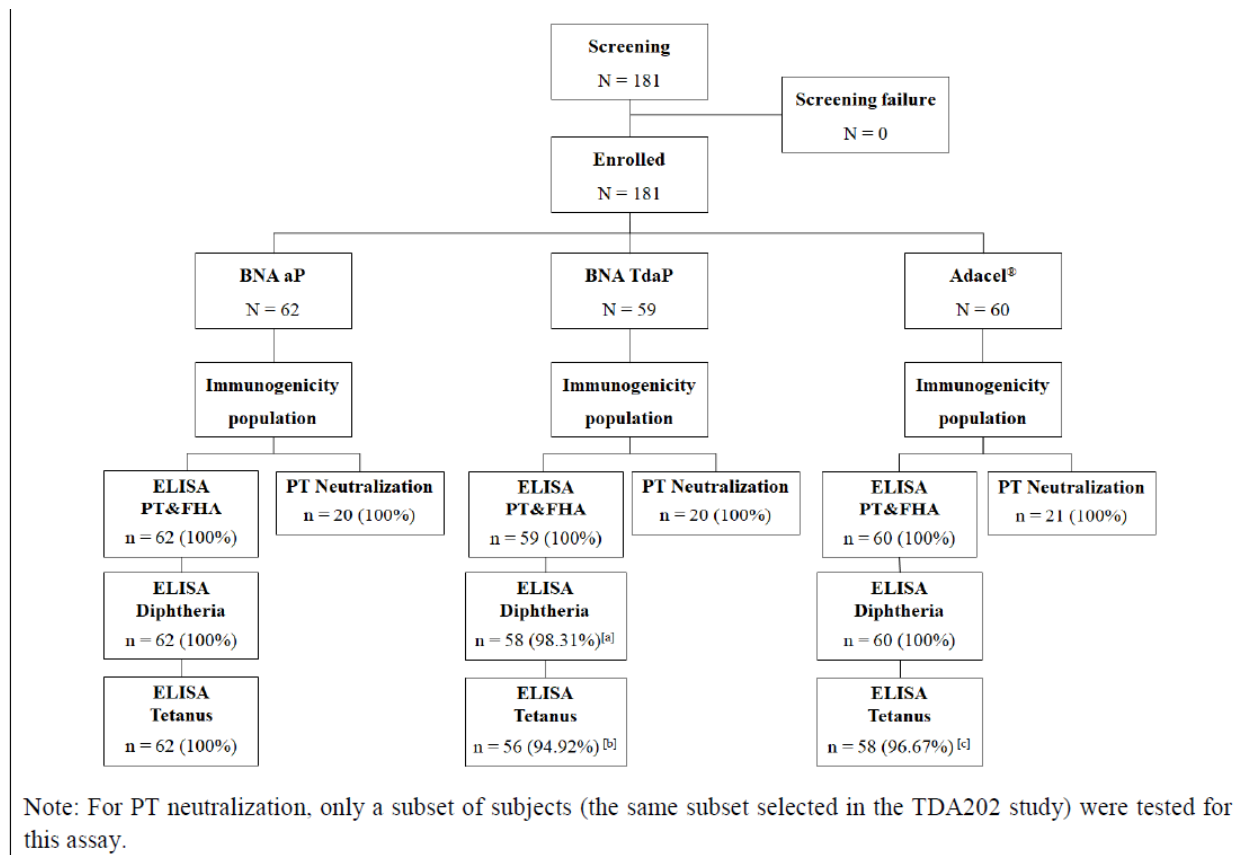 Screening
N = 181
Screening failure
N = 0
Enrolled
N = 181
BNA aP
N = 62
BNA TdaP
N = 59
Adacel®
N = 60
Immunogenicity
population
Immunogenicity
population
Immunogenicity
population
ELISA
PT&FHA
n = 62 (100%)
PT Neutralization
n = 20 (100%)
ELISA
PT&FHA
n = 59 (100%)
PT Neutralization
n = 20 (100%)
ELISA
PT&FHA
n = 60 (100%)
PT Neutralization
n = 21 (100%)
ELISA
Diphtheria
n = 62 (100%)
ELISA
Diphtheria
n = 58 (98.31%)[a]
ELISA
Diphtheria
n = 60 (100%)
ELISA
Tetanus
n = 62 (100%)
ELISA
Tetanus
n = 56 (94.92%) [b]
ELISA
Tetanus
n = 58 (96.67%) [c]
Note: For PT neutralization, only a subset of subjects (the same subset selected in the TDA202 study) were tested for
this assay.